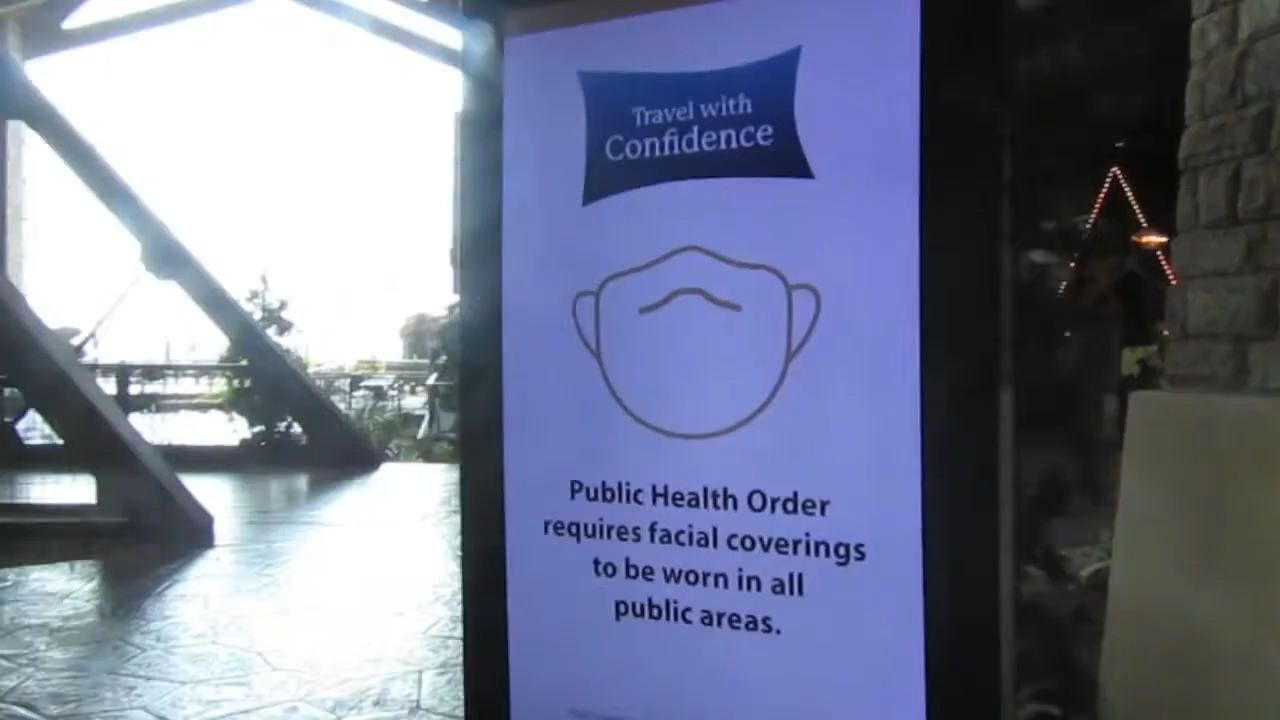 Travel with
Confidence
Public Health Order
requires facial coverings
to be worn in all
public areas.